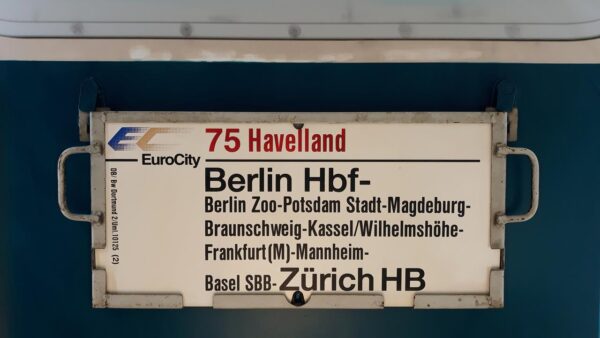 EC
EuroCity
75 Havelland
Berlin Hbf-
Berlin Zoo-Potsdam Stadt-Magdeburg-
Braunschweig-Kassel/Wilhelmshöhe-
Frankfurt(M)-Mannheim-
Basel SBB-Zürich HB